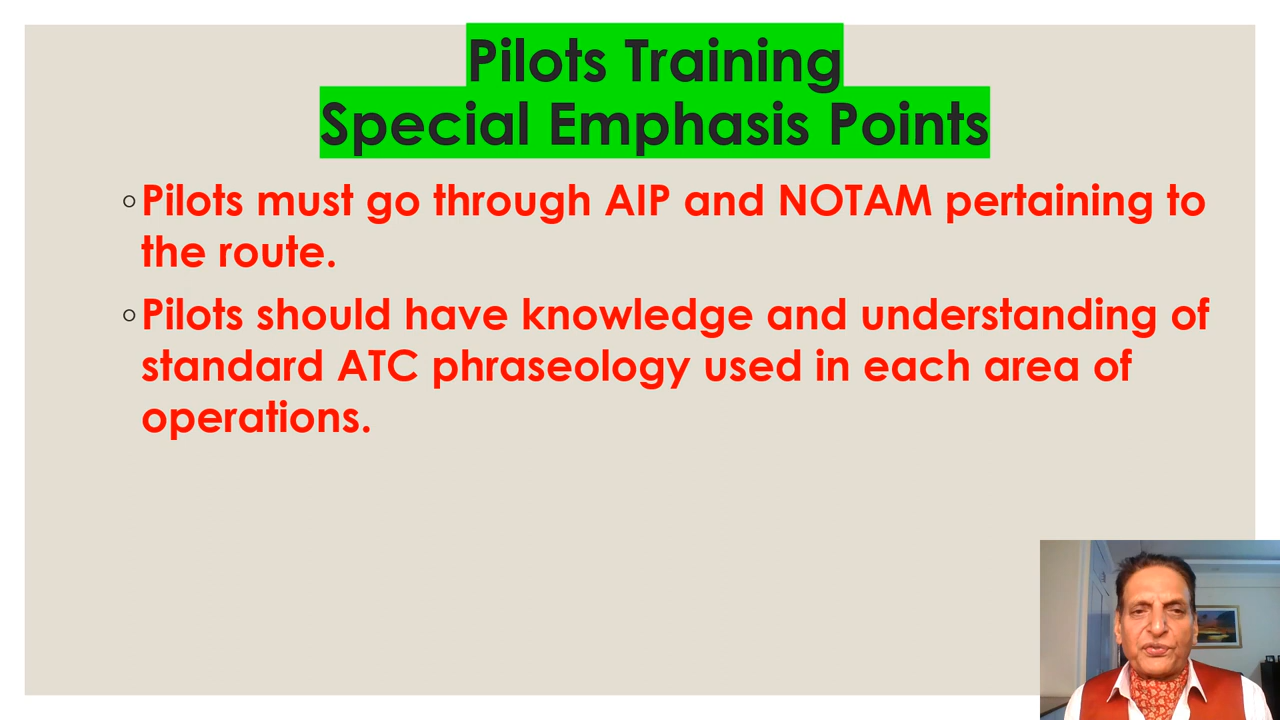 Pilots Training
Special Emphasis Points
◦Pilots must go through AIP and NOTAM pertaining to
the route.
◦Pilots should have knowledge and understanding of
standard ATC phraseology used in each area of
operations.